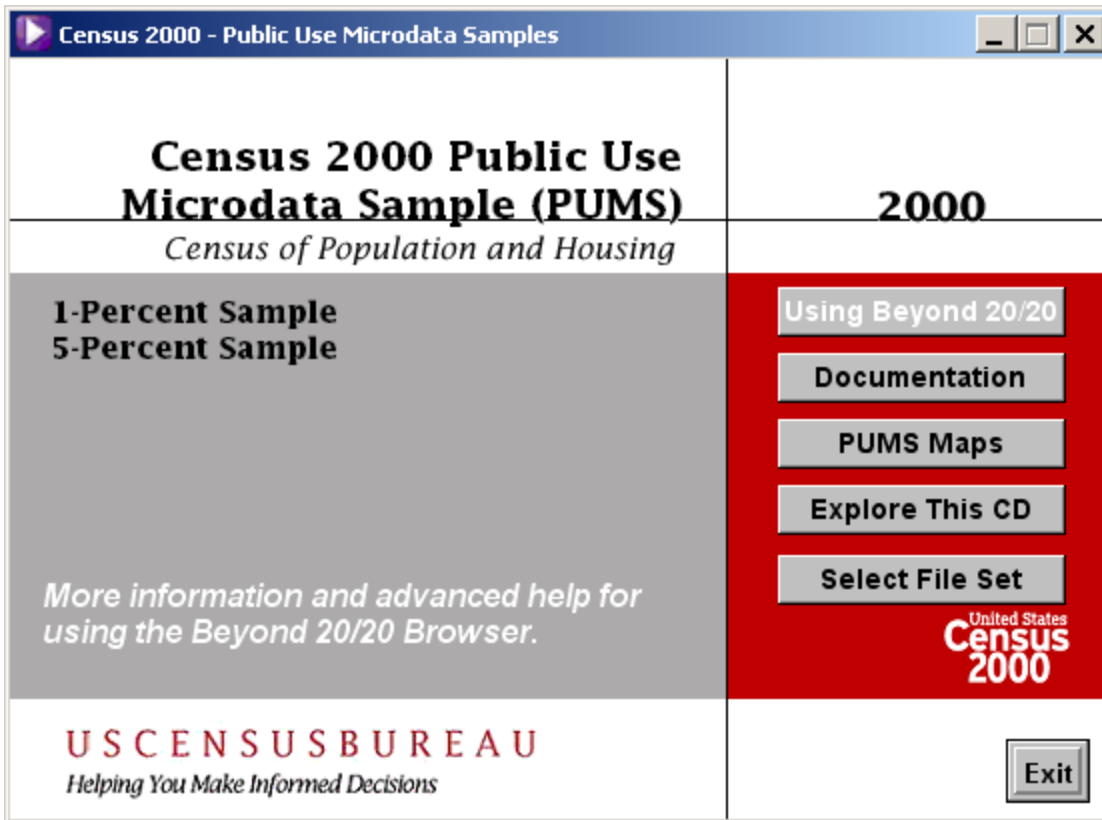 Census 2000 - Public Use Microdata Samples
Census 2000 Public Use
Microdata Sample (PUMS)
2000
Census of Population and Housing
1-Percent Sample
5-Percent Sample
More information and advanced help for
using the Beyond 20/20 Browser.
Using Beyond 20/20
Documentation
PUMS Maps
Explore This CD
Select File Set
United States
Census
2000
USCENSUSBUREAU
Helping You Make Informed Decisions
Exit